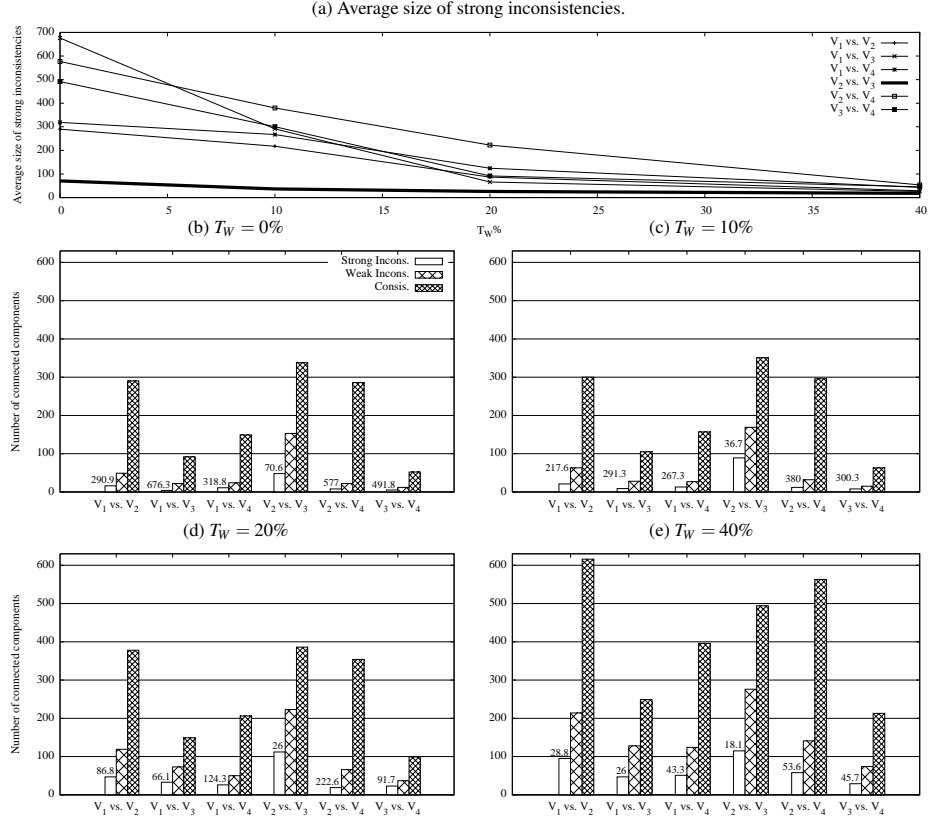 (a) Average size of strong inconsistencies.
Average size of strong inconsistencies
700
600
500
400
300
200
100
0
V1 vs. V2
V1 vs. V3
V1 vs. V4
V2 vs. V3
V2 vs. V4
V3 vs. V4
0 5 10 15 20 25 30 35 40
TW%
(b) TW = 0%
Number of connected components
600
500
400
300
200
100
0
Strong Incons.
Weak Incons.
Consis.
290.9 676.3 318.8 70.6 577 491.8
V1 vs. V2 V1 vs. V3 V1 vs. V4 V2 vs. V3 V2 vs. V4 V3 vs. V4
(c) TW = 10%
600
500
400
300
200
100
0
217.6 291.3 267.3 36.7 380 300.3
V1 vs. V2 V1 vs. V3 V1 vs. V4 V2 vs. V3 V2 vs. V4 V3 vs. V4
(d) TW = 20%
Number of connected components
600
500
400
300
200
100
0
86.8 66.1 124.3 26 222.6 91.7
V1 vs. V2 V1 vs. V3 V1 vs. V4 V2 vs. V3 V2 vs. V4 V3 vs. V4
(e) TW = 40%
600
500
400
300
200
100
0
28.8 26 43.3 18.1 53.6 45.7
V1 vs. V2 V1 vs. V3 V1 vs. V4 V2 vs. V3 V2 vs. V4 V3 vs. V4